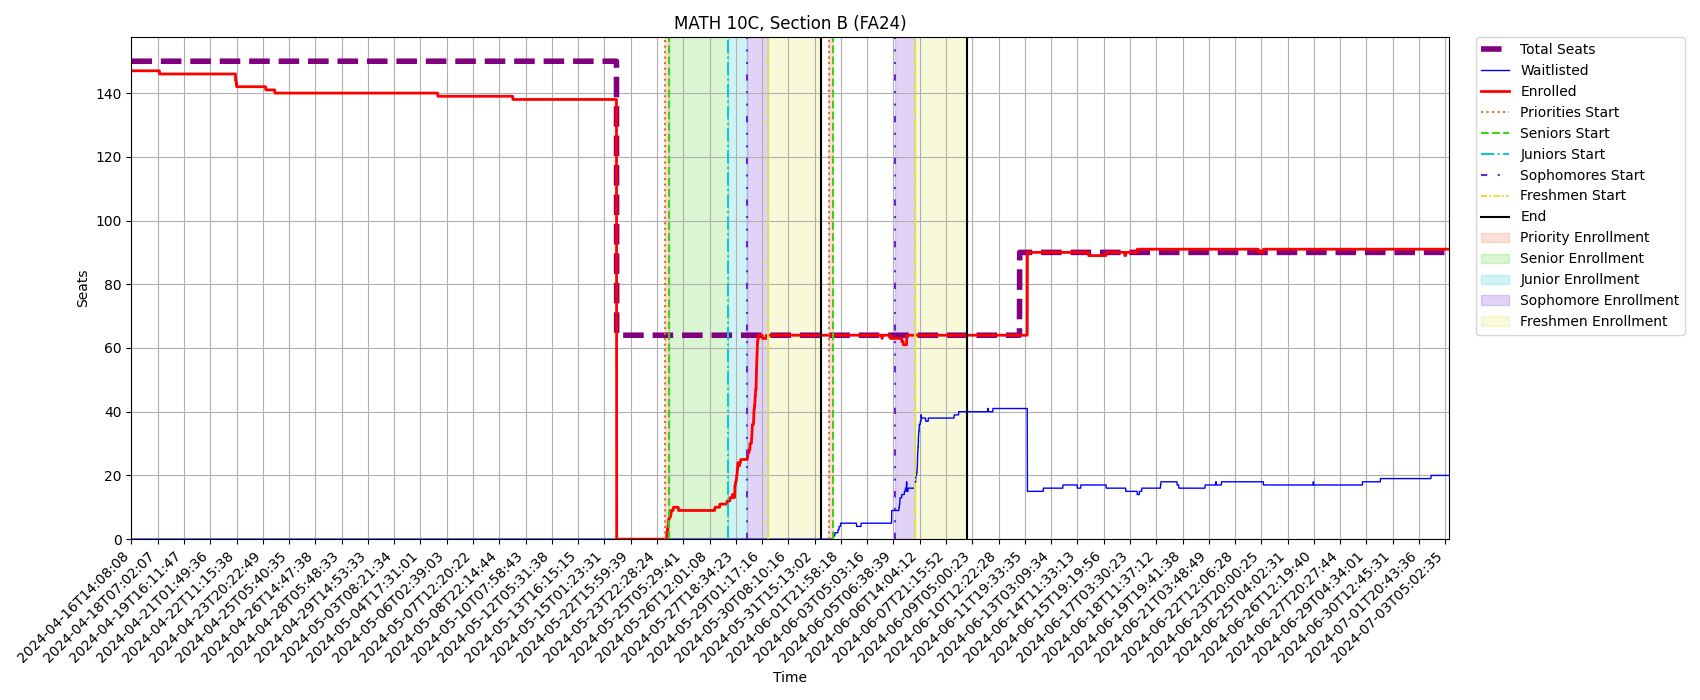 MATH 10C, Section B (FA24)
Total Seats
Waitlisted
Enrolled
Priorities Start
Seniors Start
Juniors Start
Sophomores Start
Freshmen Start
End
Priority Enrollment
Senior Enrollment
Junior Enrollment
Sophomore Enrollment
Freshmen Enrollment
Seats
140
120
100
80
60
40
20
0
2024-04-16T14:08:08
2024-04-18T07:02:07
2024-04-19T16:11:47
2024-04-21T01:49:36
2024-04-22T11:15:38
2024-04-23T20:22:49
2024-04-25T05:40:35
2024-04-26T14:47:38
2024-04-28T05:48:33
2024-04-29T14:53:33
2024-05-03T08:21:34
2024-05-04T17:31:01
2024-05-06T02:39:03
2024-05-07T12:20:22
2024-05-08T22:14:44
2024-05-10T07:58:43
2024-05-12T05:31:38
2024-05-13T16:15:15
2024-05-15T01:23:31
2024-05-22T15:59:39
2024-05-23T22:28:24
2024-05-25T05:29:41
2024-05-26T12:01:08
2024-05-27T18:34:23
2024-05-29T01:17:16
2024-05-30T08:10:16
2024-05-31T15:13:02
2024-06-01T21:58:18
2024-06-03T05:03:16
2024-06-05T06:38:39
2024-06-06T14:04:12
2024-06-07T21:15:52
2024-06-09T05:00:23
2024-06-10T12:22:28
2024-06-11T19:33:35
2024-06-13T03:09:34
2024-06-14T11:33:13
2024-06-15T19:19:56
2024-06-17T03:30:23
2024-06-18T11:37:12
2024-06-19T19:41:38
2024-06-21T03:48:49
2024-06-22T12:06:28
2024-06-23T20:00:25
2024-06-25T04:02:31
2024-06-26T12:19:40
2024-06-27T20:27:44
2024-06-29T04:34:01
2024-06-30T12:45:31
2024-07-01T20:43:36
2024-07-03T05:02:35
Time